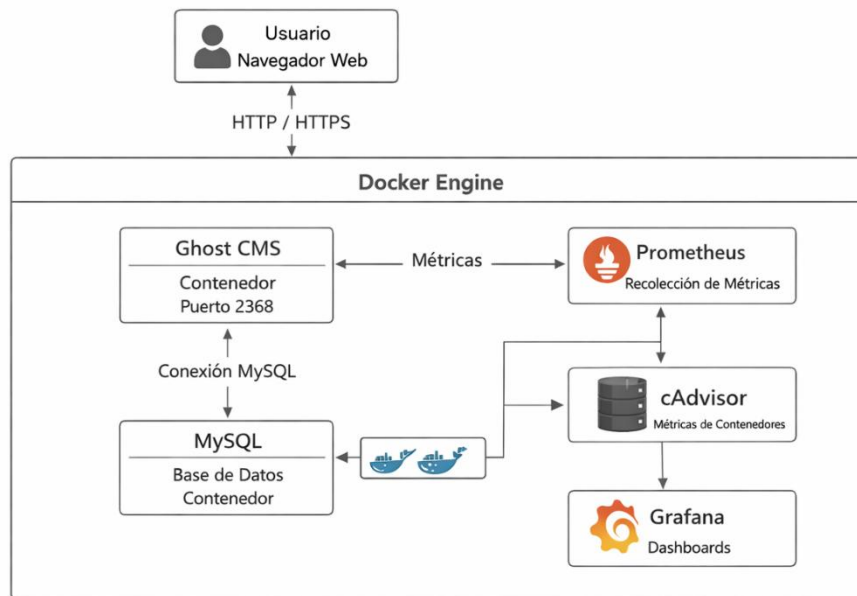 Usuario
Navegador Web
HTTP / HTTPS
Docker Engine
Ghost CMS
Contenedor
Puerto 2368
Métricas
Prometheus
Recolección de Métricas
Conexión MySQL
cAdvisor
Métricas de Contenedores
MySQL
Base de Datos
Contenedor
Grafana
Dashboards